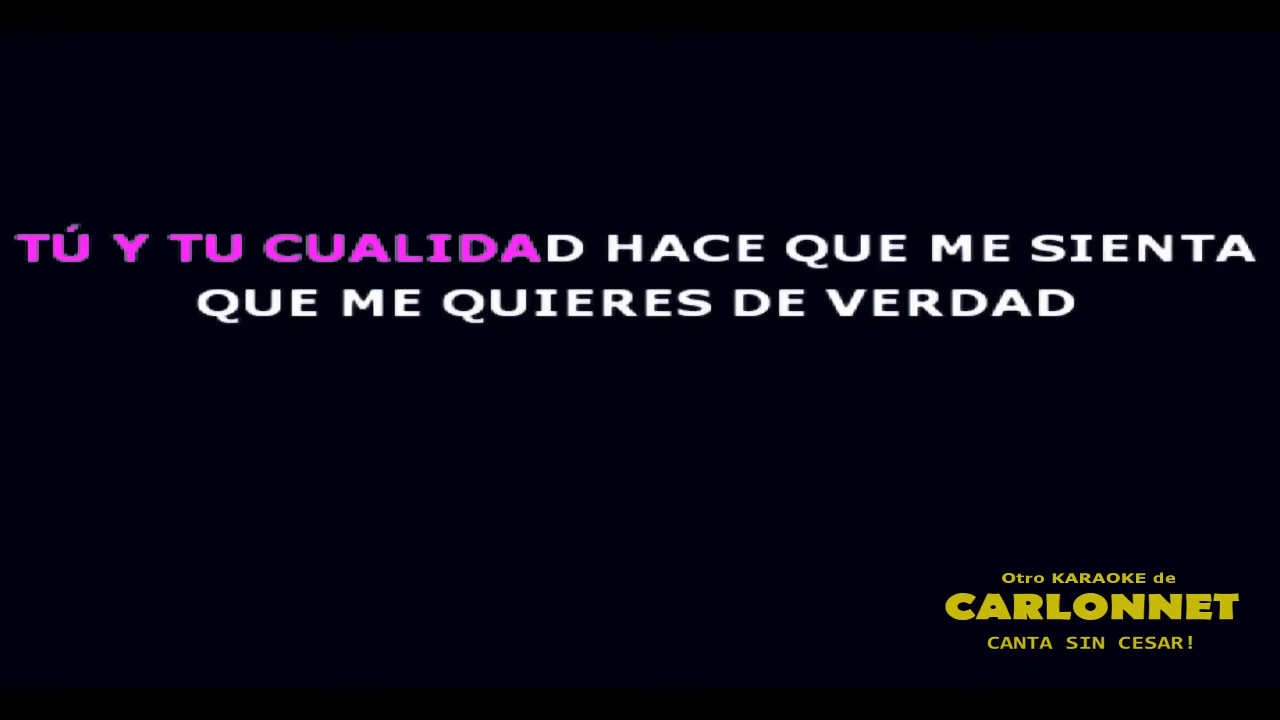 TÚ Y TU CUALIDAD HACE QUE ME SIENTA
QUE ME QUIERES DE VERDAD
Otro KARAOKE de
CARLONNET
CANTA SIN CESAR!